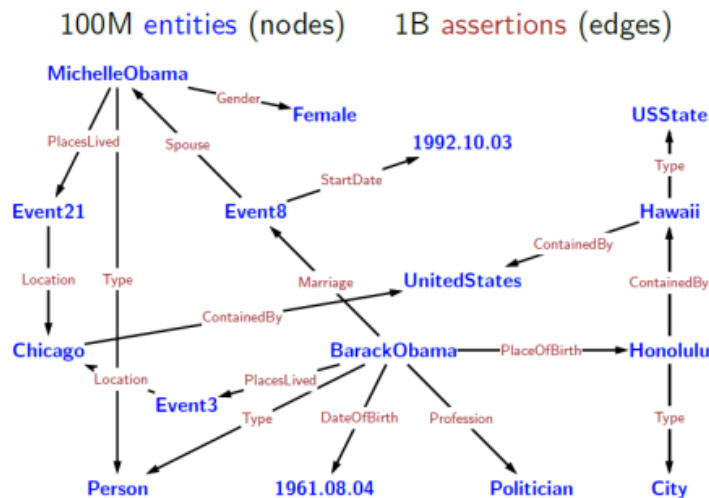 100M entities (nodes) 1B assertions (edges)
MichelleObama
Gender
Female
USState
PlacesLived
Spouse
1992.10.03
Type
StartDate
Event21
Event8
Hawaii
ContainedBy
Location
Type
Marriage
UnitedStates
ContainedBy
ContainedBy
Chicago
BarackObama
PlaceOfBirth
Honolulu
Location
PlacesLived
Event3
Type
DateOfBirth
Profession
Type
Person
1961.08.04
Politician
City